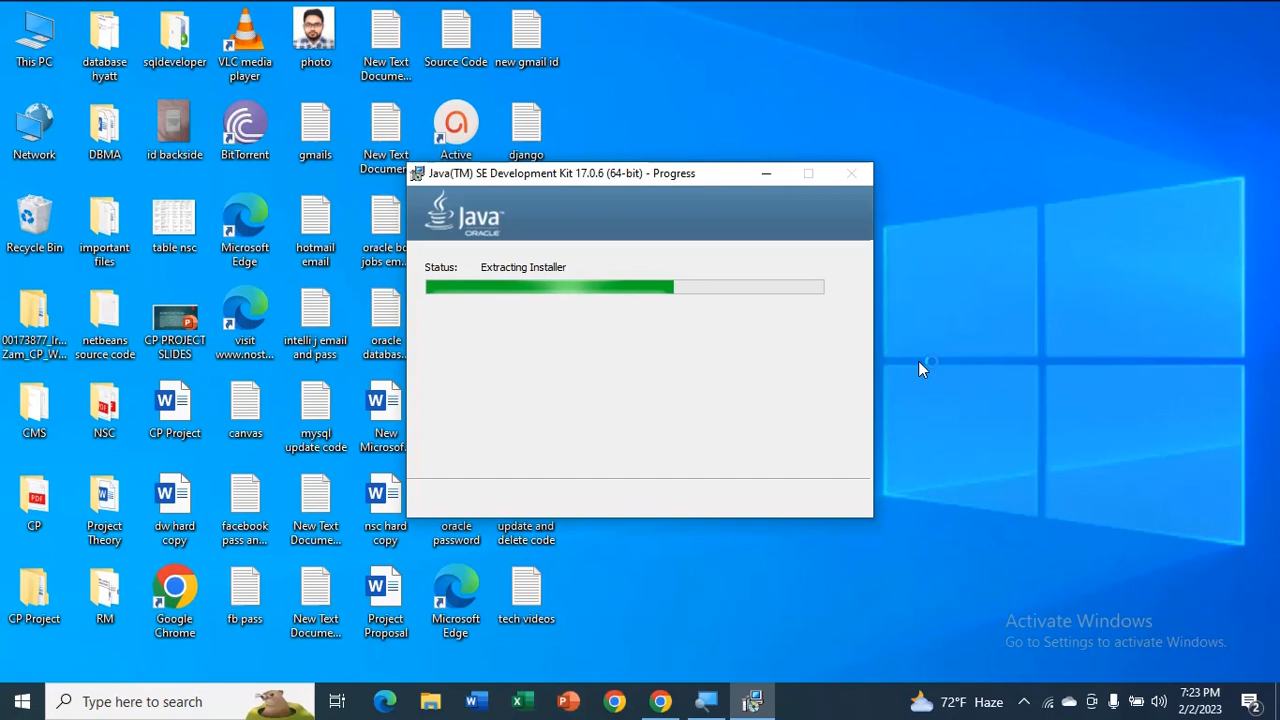 This PC
database
hyatt
sqldeveloper
VLC media
player
photo
New Text
Docume...
Source Code
new gmail id
Network
DBMA
id backside
BitTorrent
gmails
New Text
Documen
Active
django
Java(TM) SE Development Kit 17.0.6 (64-bit) - Progress
Java
ORACLE
Status:
Extracting Installer
Recycle Bin
important
files
table nsc
Microsoft
Edge
hotmail
email
oracle bo
jobs em...
00173877_Ir...
Zam_CP_W...
netbeans
source code
CP PROJECT
SLIDES
visit
www.nost...
intelli j email
and pass
oracle
databas...
CMS
NSC
CP Project
canvas
mysql
update code
New
Microsof...
CP
Project
Theory
dw hard
copy
facebook
pass an...
New Text
Docume...
nsc hard
copy
oracle
password
update and
delete code
CP Project
RM
Google
Chrome
fb pass
New Text
Docume...
Project
Proposal
Microsoft
Edge
tech videos
Activate Windows
Go to Settings to activate Windows.
Type here to search
72°F Haze
7:23 PM
2/2/2023
2